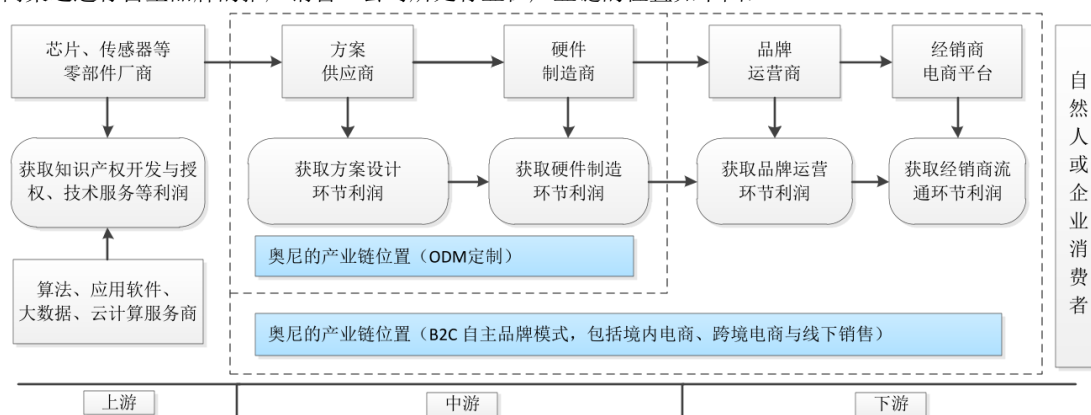 芯片、传感器等
零部件厂商
方案
供应商
硬件
制造商
品牌
运营商
经销商
电商平台
获取知识产权开发与授
权、技术服务等利润
获取方案设计
环节利润
获取硬件制造
环节利润
获取品牌运营
环节利润
获取经销商流
通环节利润
自
然
人
或
企
业
消
费
者
奥尼的产业链位置（ODM定制）
算法、应用软件、
大数据、云计算服务商
奥尼的产业链位置（B2C 自主品牌模式，包括境内电商、跨境电商与线下销售）
上游
中游
下游